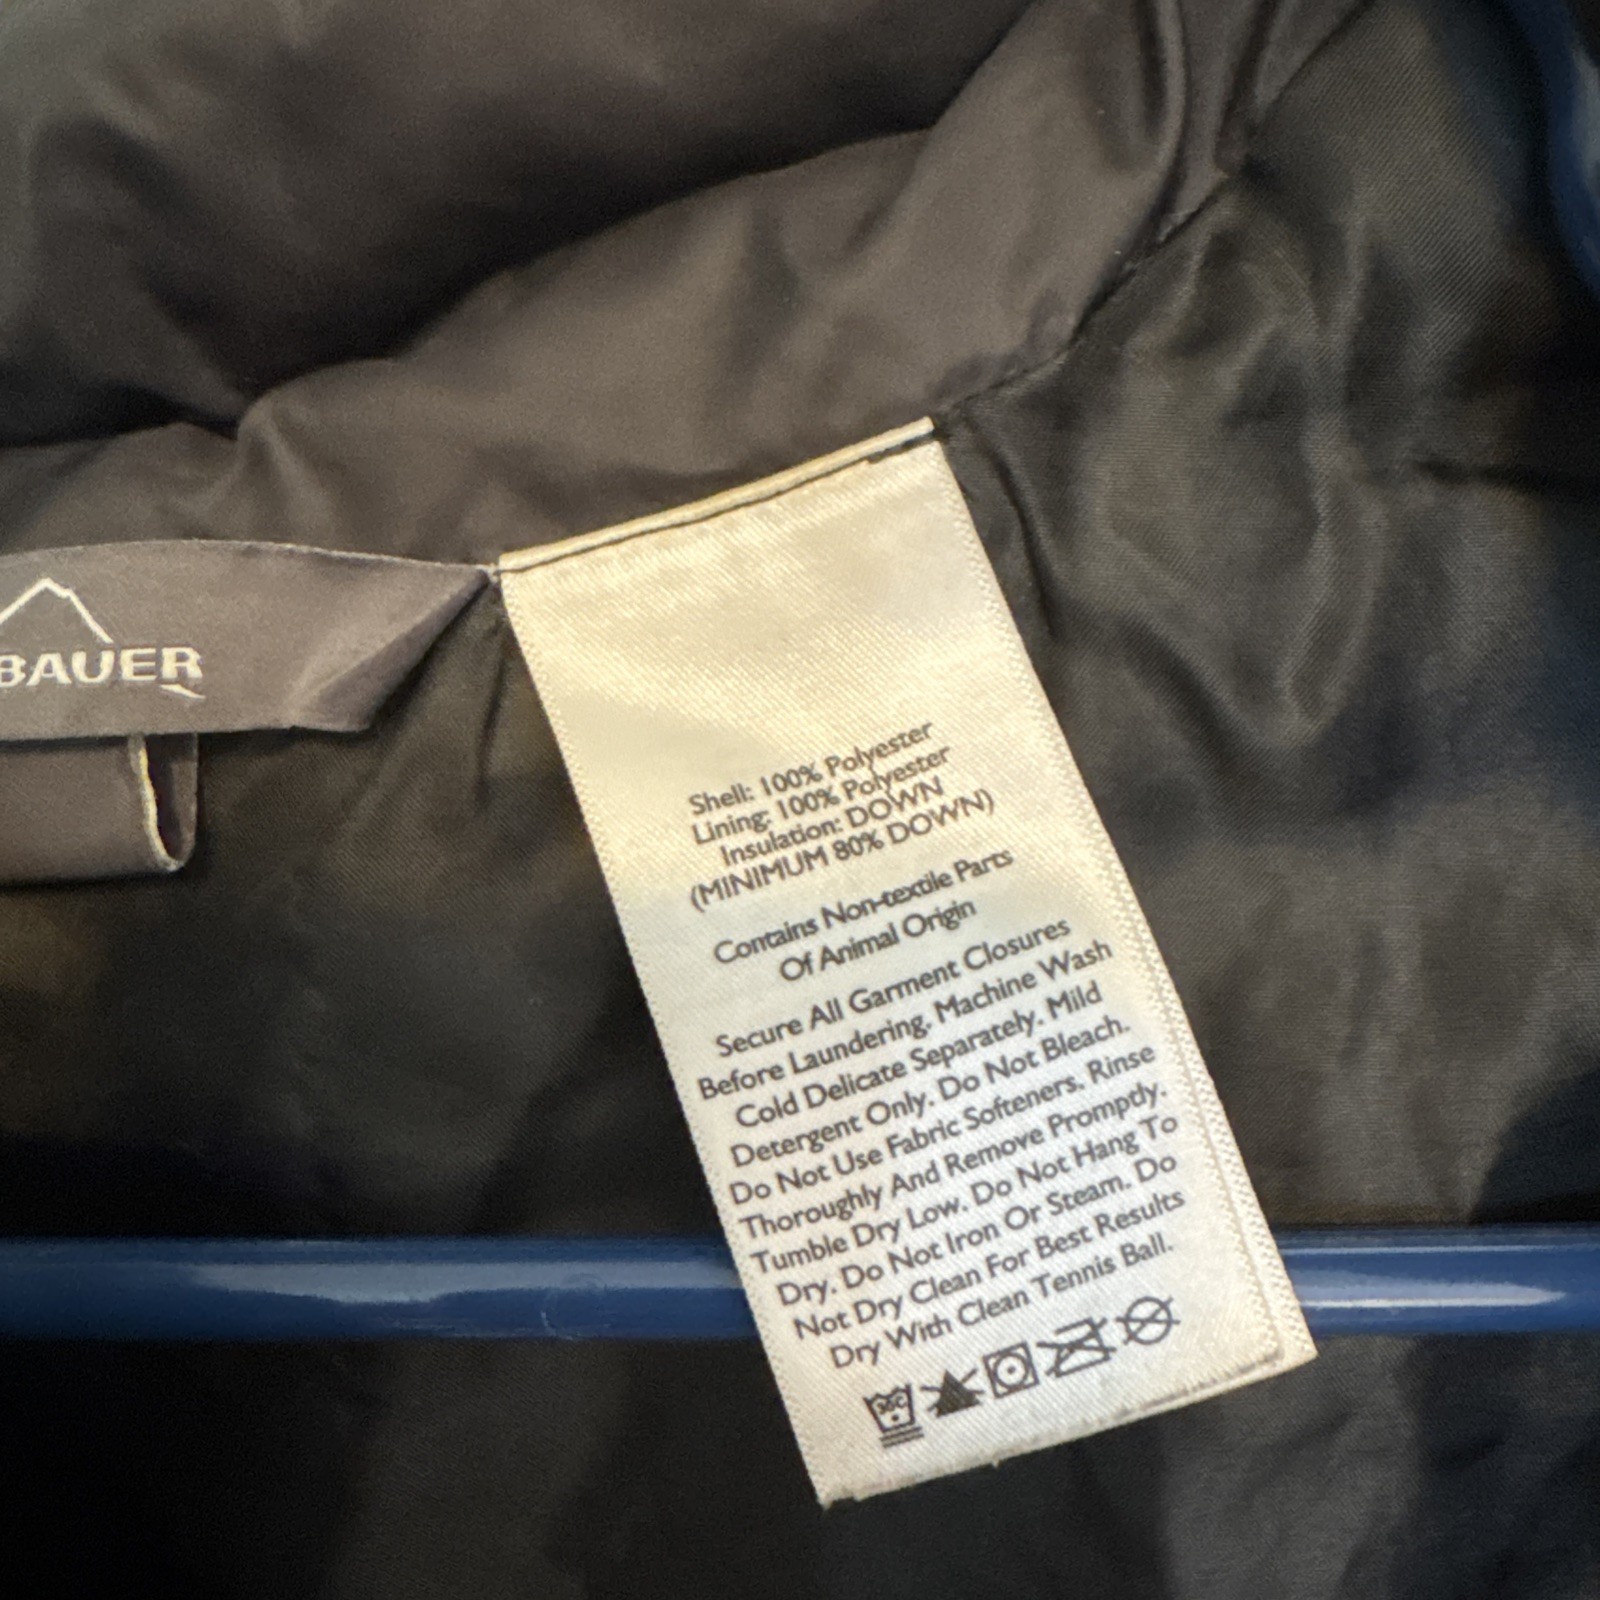 BAUER
Shell: 100% Polyester
Lining: 100% Polyester
Insulation: DOWN
(MINIMUM 80% DOWN)
Contains Non-textile Parts
Of Animal Origin
Secure All Garment Closures
Before Laundering. Machine Wash
Cold Delicate Separately. Mild
Detergent Only. Do Not Bleach.
Do Not Use Fabric Softeners. Rinse
Thoroughly And Remove Promptly.
Tumble Dry Low. Do Not Hang To
Dry. Do Not Iron Or Steam. Do
Not Dry Clean For Best Results
Dry With Clean Tennis Ball.
30C